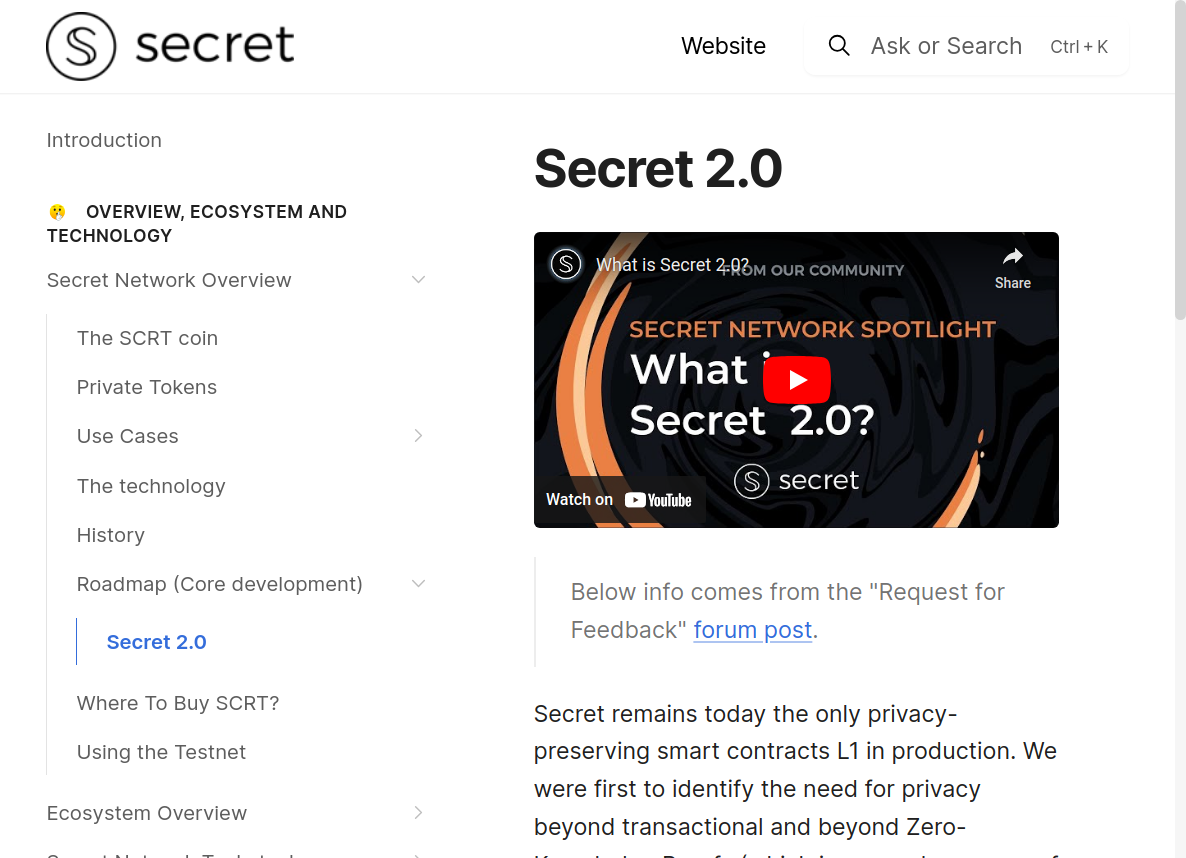 secret
Website
Ask or Search Ctrl + K
Introduction
OVERVIEW, ECOSYSTEM AND
TECHNOLOGY
Secret Network Overview
The SCRT coin
Private Tokens
Use Cases
The technology
History
Roadmap (Core development)
Secret 2.0
Where To Buy SCRT?
Using the Testnet
Ecosystem Overview
Secret 2.0
What is Secret 2.0?
FROM OUR COMMUNITY
Share
SECRET NETWORK SPOTLIGHT
What
Secret 2.0?
secret
Watch on YouTube
Below info comes from the "Request for
Feedback" forum post.
Secret remains today the only privacy-
preserving smart contracts L1 in production. We
were first to identify the need for privacy
beyond transactional and beyond Zero-